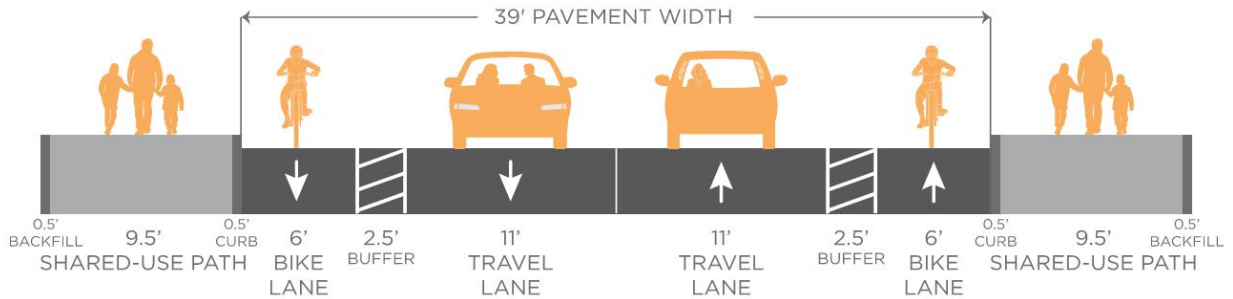 39' PAVEMENT WIDTH
0.5'
BACKFILL
9.5'
SHARED-USE PATH
0.5'
CURB
6'
BIKE
LANE
2.5'
BUFFER
11'
TRAVEL
LANE
11'
TRAVEL
LANE
2.5'
BUFFER
6'
BIKE
LANE
0.5'
CURB
9.5'
SHARED-USE PATH
0.5'
BACKFILL